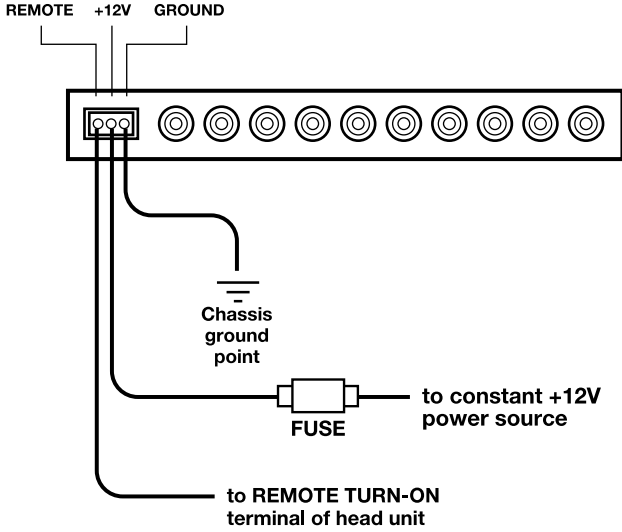 REMOTE +12V GROUND
Chassis
ground
point
FUSE
to constant +12V
power source
to REMOTE TURN-ON
terminal of head unit